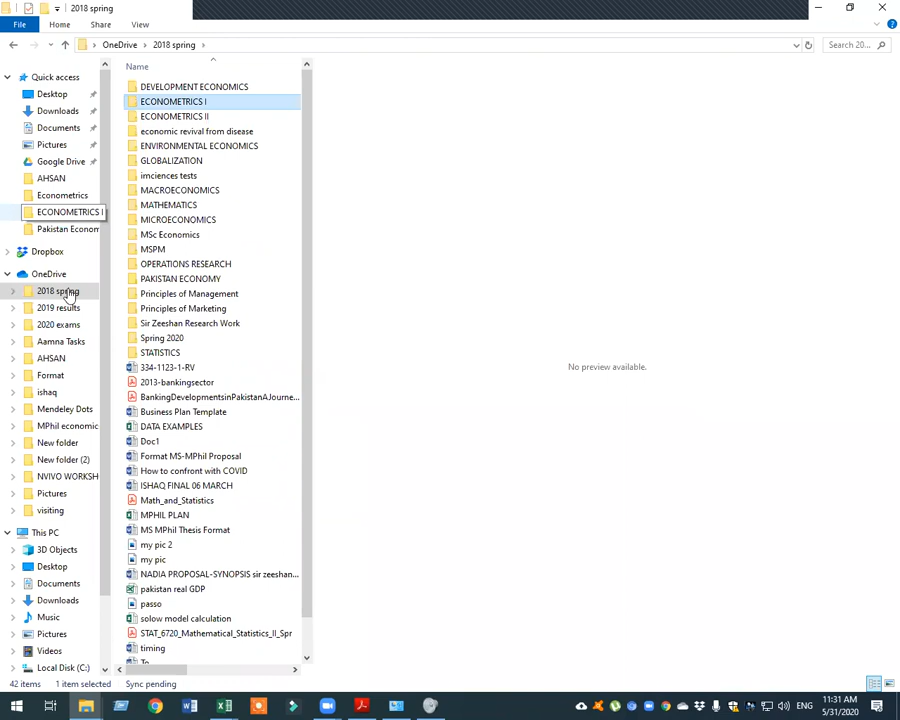 2018 spring
File
Home
Share
View
OneDrive
2018 spring
Search 20...
Name
Quick access
Desktop
Downloads
Documents
Pictures
Google Drive
AHSAN
Econometrics
ECONOMETRICS I
Pakistan Econom
Dropbox
OneDrive
2018 spring
2019 results
2020 exams
Aamna Tasks
AHSAN
Format
ishaq
Mendeley Dots
MPhil economic
New folder
New folder (2)
NVIVO WORKSH
Pictures
visiting
This PC
3D Objects
Desktop
Documents
Downloads
Music
Pictures
Videos
Local Disk (C:)
DEVELOPMENT ECONOMICS
ECONOMETRICS I
ECONOMETRICS II
economic revival from disease
ENVIRONMENTAL ECONOMICS
GLOBALIZATION
imciences tests
MACROECONOMICS
MATHEMATICS
MICROECONOMICS
MSc Economics
MSPM
OPERATIONS RESEARCH
PAKISTAN ECONOMY
Principles of Management
Principles of Marketing
Sir Zeeshan Research Work
Spring 2020
STATISTICS
334-1123-1-RV
2013-bankingsector
BankingDevelopmentsinPakistanAJourne...
Business Plan Template
DATA EXAMPLES
Doc1
Format MS-MPhil Proposal
How to confront with COVID
ISHAQ FINAL 06 MARCH
Math_and_Statistics
MPHIL PLAN
MS MPhil Thesis Format
my pic 2
my pic
NADIA PROPOSAL-SYNOPSIS sir zeeshan...
pakistan real GDP
passo
solow model calculation
STAT_6720_Mathematical_Statistics_II_Spr
timing
To
No preview available.
42 items
1 item selected
Sync pending
ENG
11:31 AM
5/31/2020